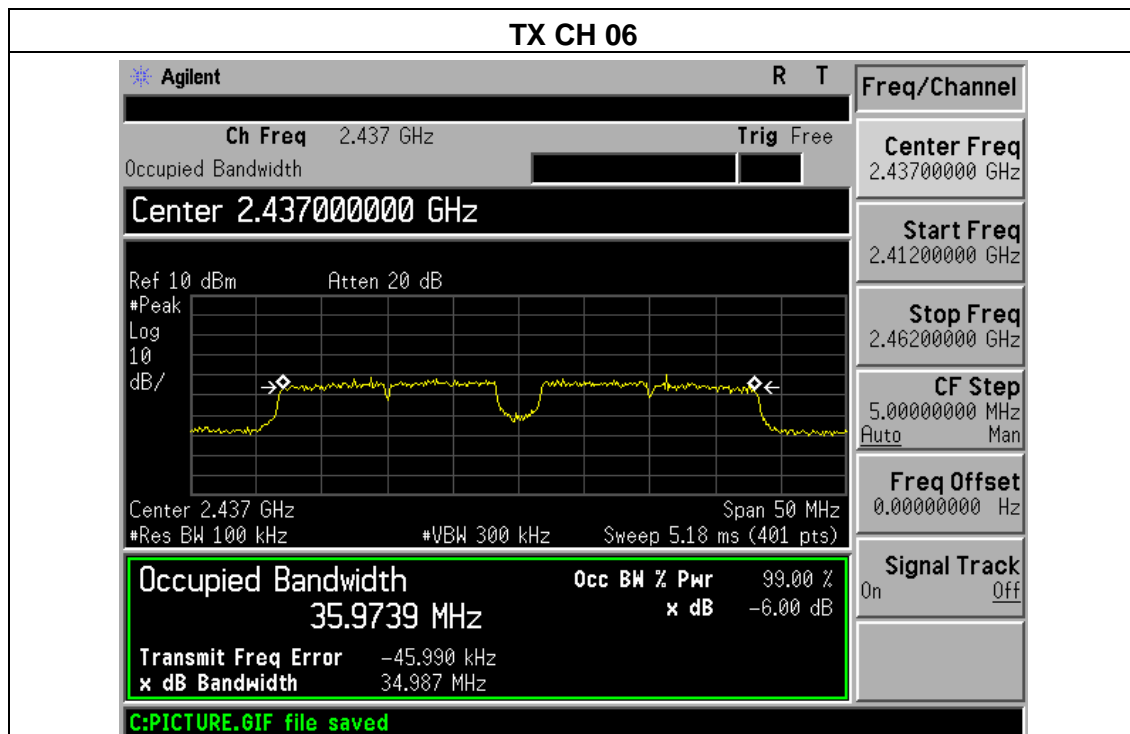 TX CH 06
Agilent R T
Ch Freq 2.437 GHz Trig Free
Occupied Bandwidth
Center 2.437000000 GHz
Ref 10 dBm Atten 20 dB
#Peak
Log
10
dB/
Center 2.437 GHz Span 50 MHz
#Res BW 100 kHz #VBW 300 kHz Sweep 5.18 ms (401 pts)
Occupied Bandwidth Occ BW % Pwr 99.00 %
35.9739 MHz x dB -6.00 dB
Transmit Freq Error -45.990 kHz
x dB Bandwidth 34.987 MHz
C:PICTURE.GIF file saved
Freq/Channel
Center Freq
2.43700000 GHz
Start Freq
2.41200000 GHz
Stop Freq
2.46200000 GHz
CF Step
5.00000000 MHz
Auto Man
Freq Offset
0.00000000 Hz
Signal Track
On Off